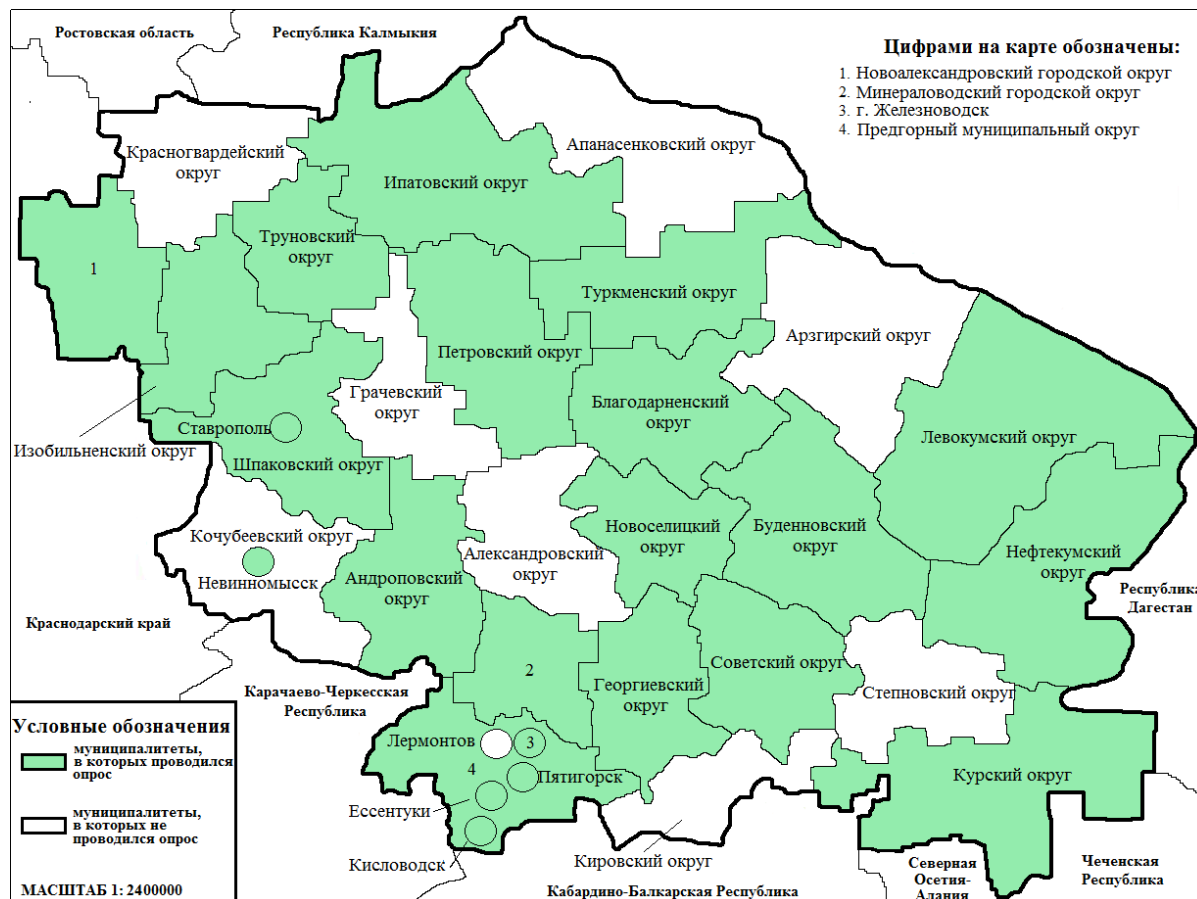 Ростовская область
Республика Калмыкия
Цифрами на карте обозначены:
1. Новоалександровский городской округ
2. Минераловодский городской округ
3. г. Железноводск
4. Предгорный муниципальный округ
Красногвардейский
округ
Апанасенковский округ
Ипатовский округ
Труновский
округ
1
Туркменский округ
Арзгирский округ
Петровский округ
Грачевский
округ
Благодарненский
округ
Ставрополь
Левокумский округ
Изобильненский округ
Шпаковский округ
Кочубеевский округ
Новоселицкий
округ
Буденновский
округ
Александровский
округ
Нефтекумский
округ
Невинномысск
Андроповский
округ
Республика
Дагестан
Краснодарский край
2
Советский округ
Георгиевский
округ
Степновский округ
Карачаево-Черкесская
Республика
Условные обозначения
муниципалитеты,
в которых проводился
опрос
муниципалитеты,
в которых не
проводился опрос
МАСШТАБ 1: 2400000
Лермонтов
3
4
Пятигорск
Курский округ
Ессентуки
Кисловодск
Кировский округ
Кабардино-Балкарская Республика
Северная
Осетия-
Алания
Чеченская
Республика